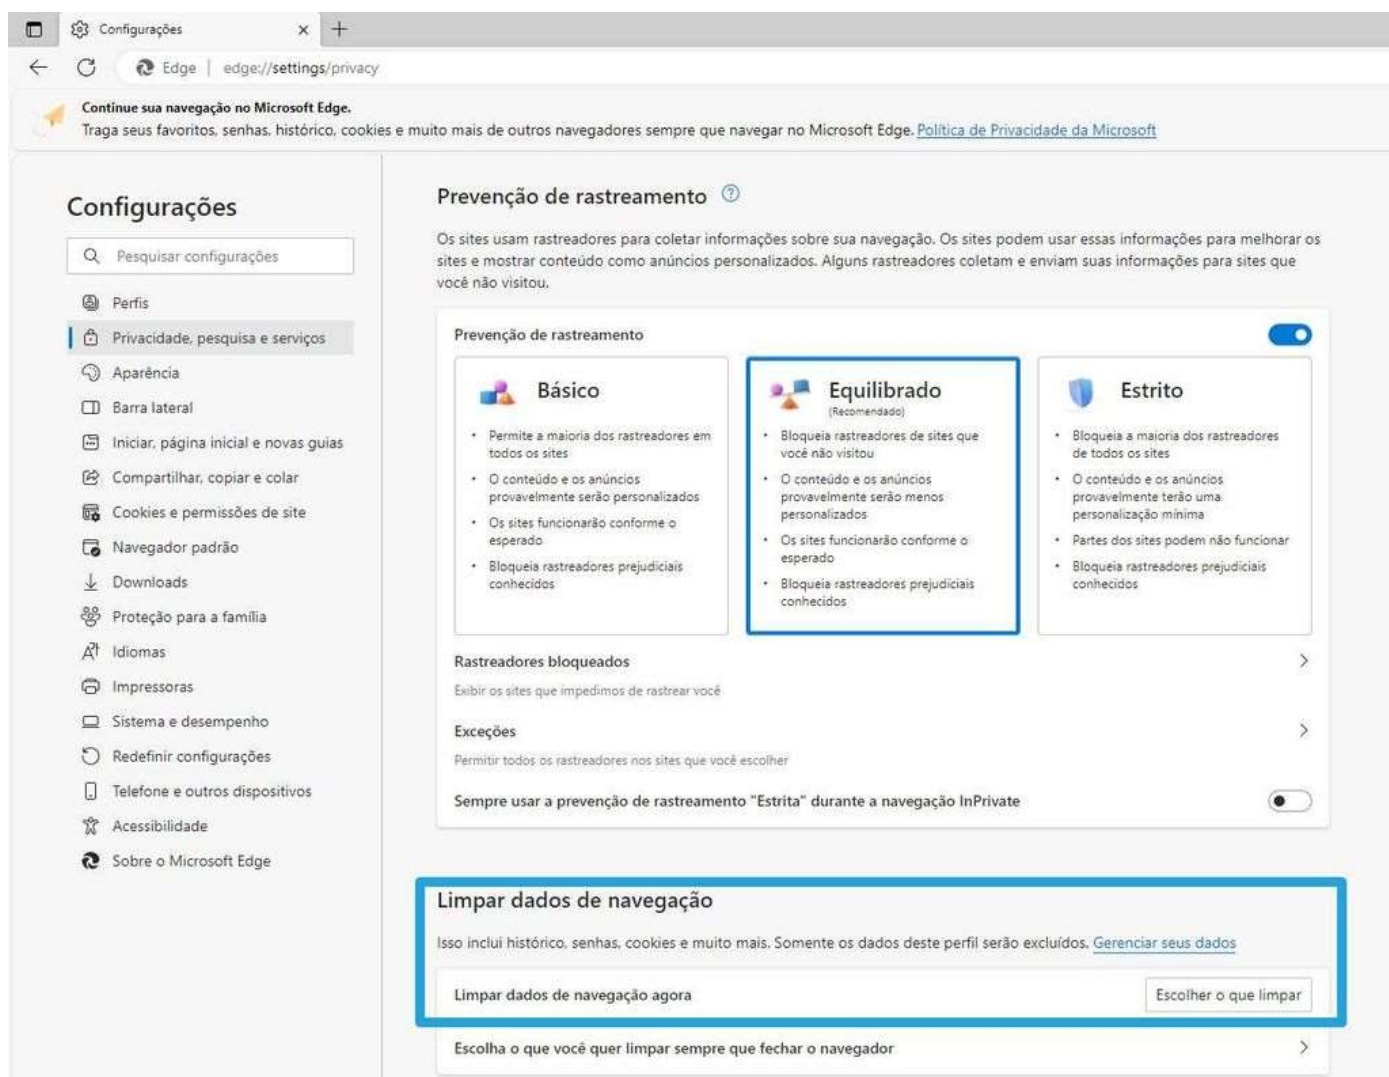 Configurações
Edge | edge://settings/privacy
Continue sua navegação no Microsoft Edge.
Traga seus favoritos, senhas, histórico, cookies e muito mais de outros navegadores sempre que navegar no Microsoft Edge. Política de Privacidade da Microsoft
Configurações
Pesquisar configurações
Perfis
Privacidade, pesquisa e serviços
Aparência
Barra lateral
Iniciar, página inicial e novas guias
Compartilhar, copiar e colar
Cookies e permissões de site
Navegador padrão
Downloads
Proteção para a família
Idiomas
Impressoras
Sistema e desempenho
Redefinir configurações
Telefone e outros dispositivos
Acessibilidade
Sobre o Microsoft Edge
Prevenção de rastreamento
Os sites usam rastreadores para coletar informações sobre sua navegação. Os sites podem usar essas informações para melhorar os
sites e mostrar conteúdo como anúncios personalizados. Alguns rastreadores coletam e enviam suas informações para sites que
você não visitou.
Prevenção de rastreamento
Básico
• Permite a maioria dos rastreadores em
todos os sites
• O conteúdo e os anúncios
provavelmente serão personalizados
• Os sites funcionarão conforme o
esperado
• Bloqueia rastreadores prejudiciais
conhecidos
Equilibrado
(Recomendado)
• Bloqueia rastreadores de sites que
você não visitou
• O conteúdo e os anúncios
provavelmente serão menos
personalizados
• Os sites funcionarão conforme o
esperado
• Bloqueia rastreadores prejudiciais
conhecidos
Estrito
• Bloqueia a maioria dos rastreadores
de todos os sites
• O conteúdo e os anúncios
provavelmente terão uma
personalização mínima
• Partes dos sites podem não funcionar
• Bloqueia rastreadores prejudiciais
conhecidos
Rastreadores bloqueados
Exibir os sites que impedimos de rastrear você
Exceções
Permitir todos os rastreadores nos sites que você escolher
Sempre usar a prevenção de rastreamento "Estrita" durante a navegação InPrivate
Limpar dados de navegação
Isso inclui histórico, senhas, cookies e muito mais. Somente os dados deste perfil serão excluídos. Gerenciar seus dados
Limpar dados de navegação agora
Escolher o que limpar
Escolha o que você quer limpar sempre que fechar o navegador